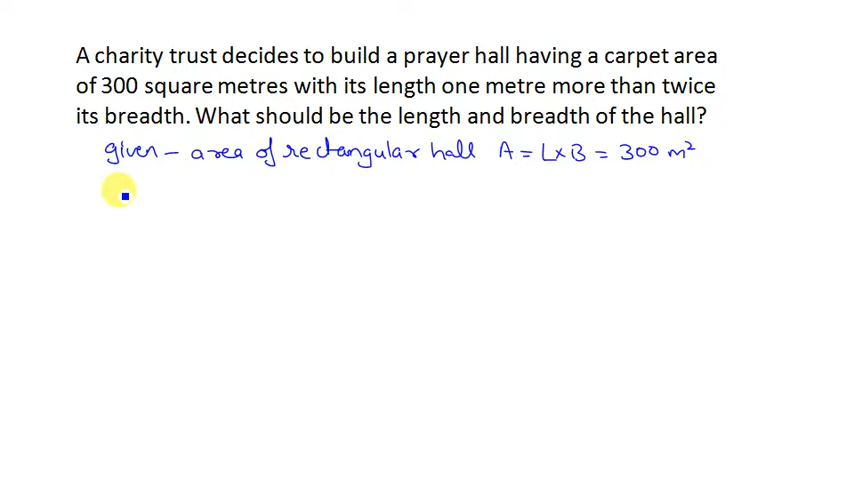 A charity trust decides to build a prayer hall having a carpet area
of 300 square metres with its length one metre more than twice
its breadth. What should be the length and breadth of the hall?
given - area of rectangular hall A = L×B = 300 m²